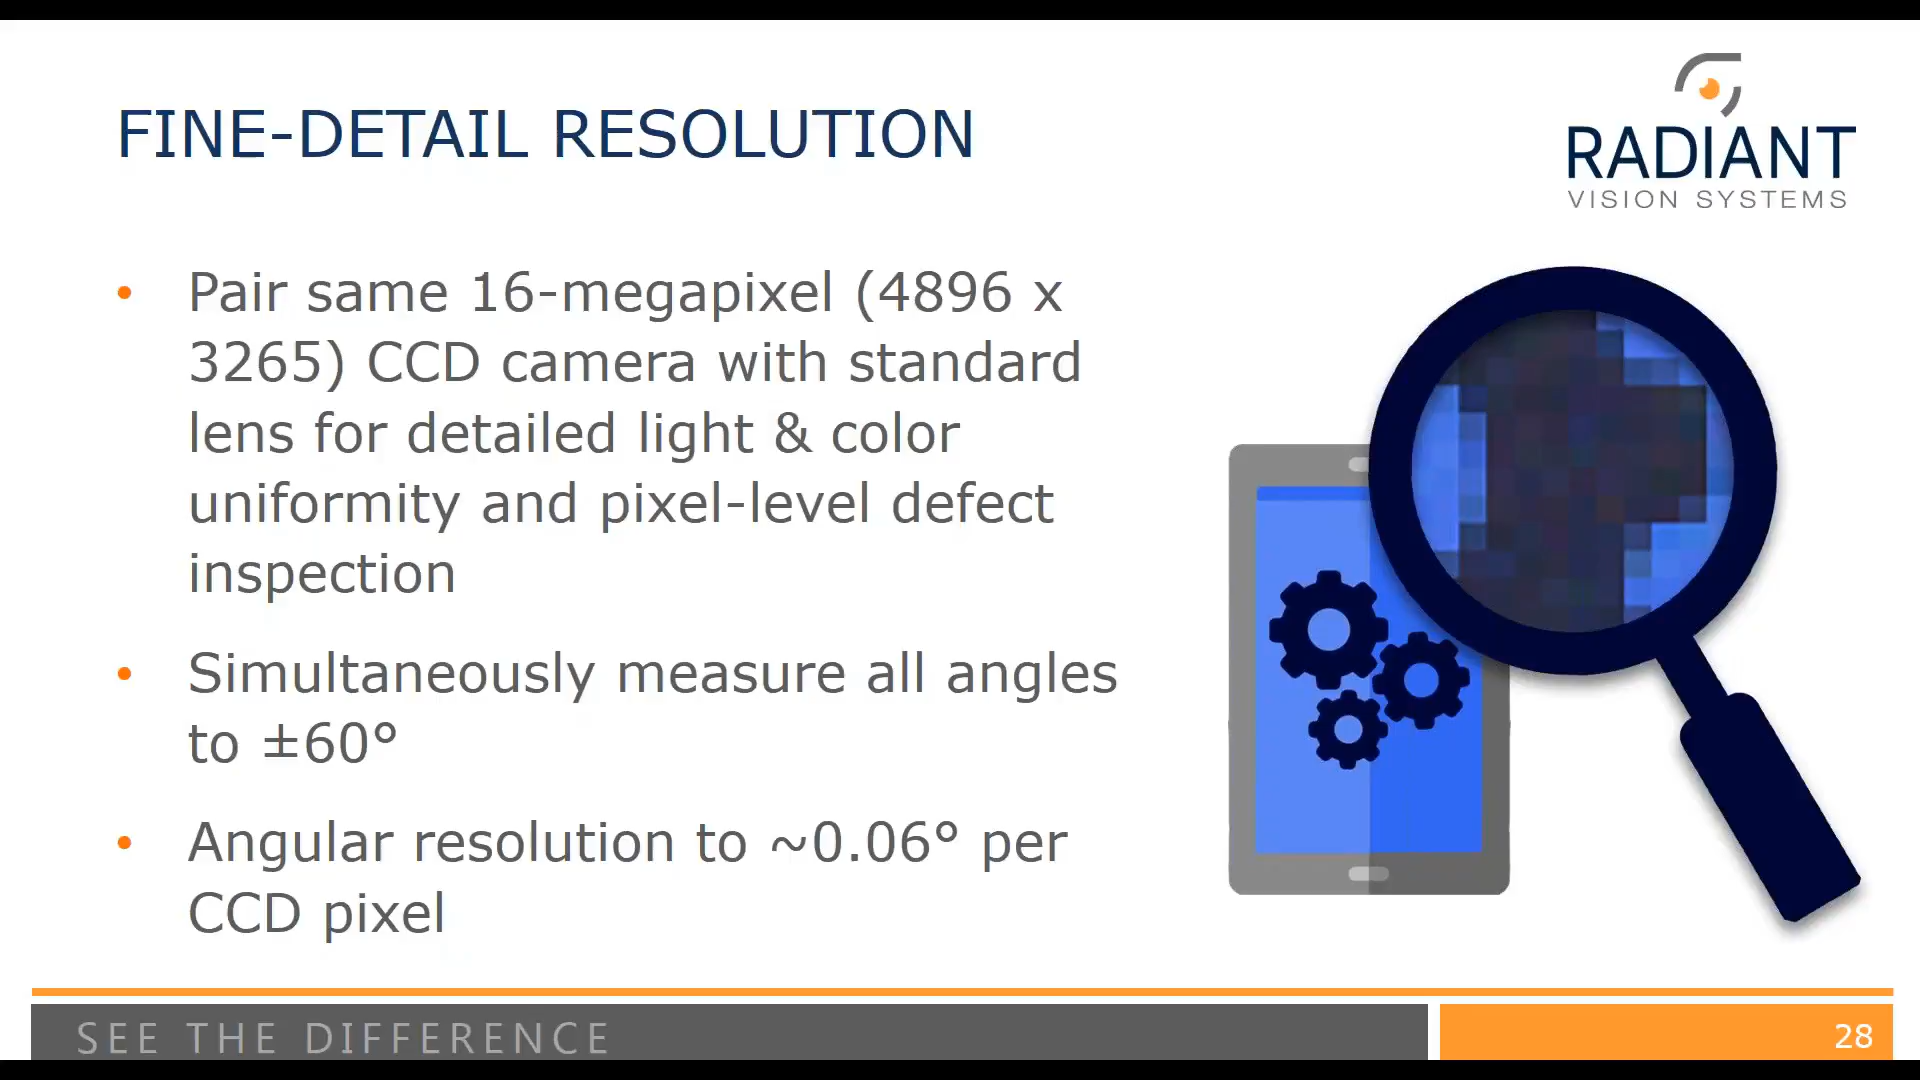 FINE-DETAIL RESOLUTION
RADIANT
VISION SYSTEMS
• Pair same 16-megapixel (4896 x
3265) CCD camera with standard
lens for detailed light & color
uniformity and pixel-level defect
inspection
• Simultaneously measure all angles
to ±60°
• Angular resolution to ~0.06° per
CCD pixel
SEE THE DIFFERENCE
28